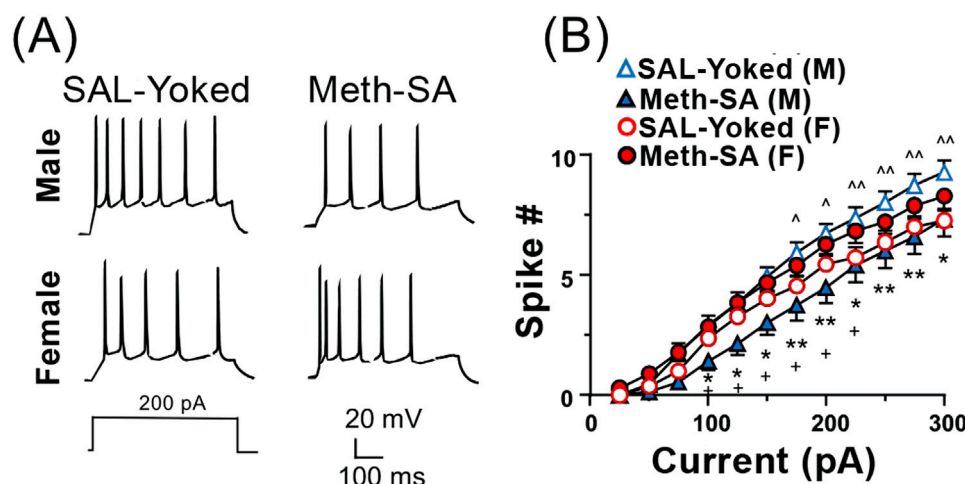 (A)
SAL-Yoked Meth-SA
Male
Female
200 pA
20 mV
100 ms
(B)
SAL-Yoked (M)
Meth-SA (M)
SAL-Yoked (F)
Meth-SA (F)
Spike #
10
5
0
^ ^ ^^ ^^ ^^ ^^
* * * ** ** * ** ** *
+ + + + + +
0 100 200 300
Current (pA)